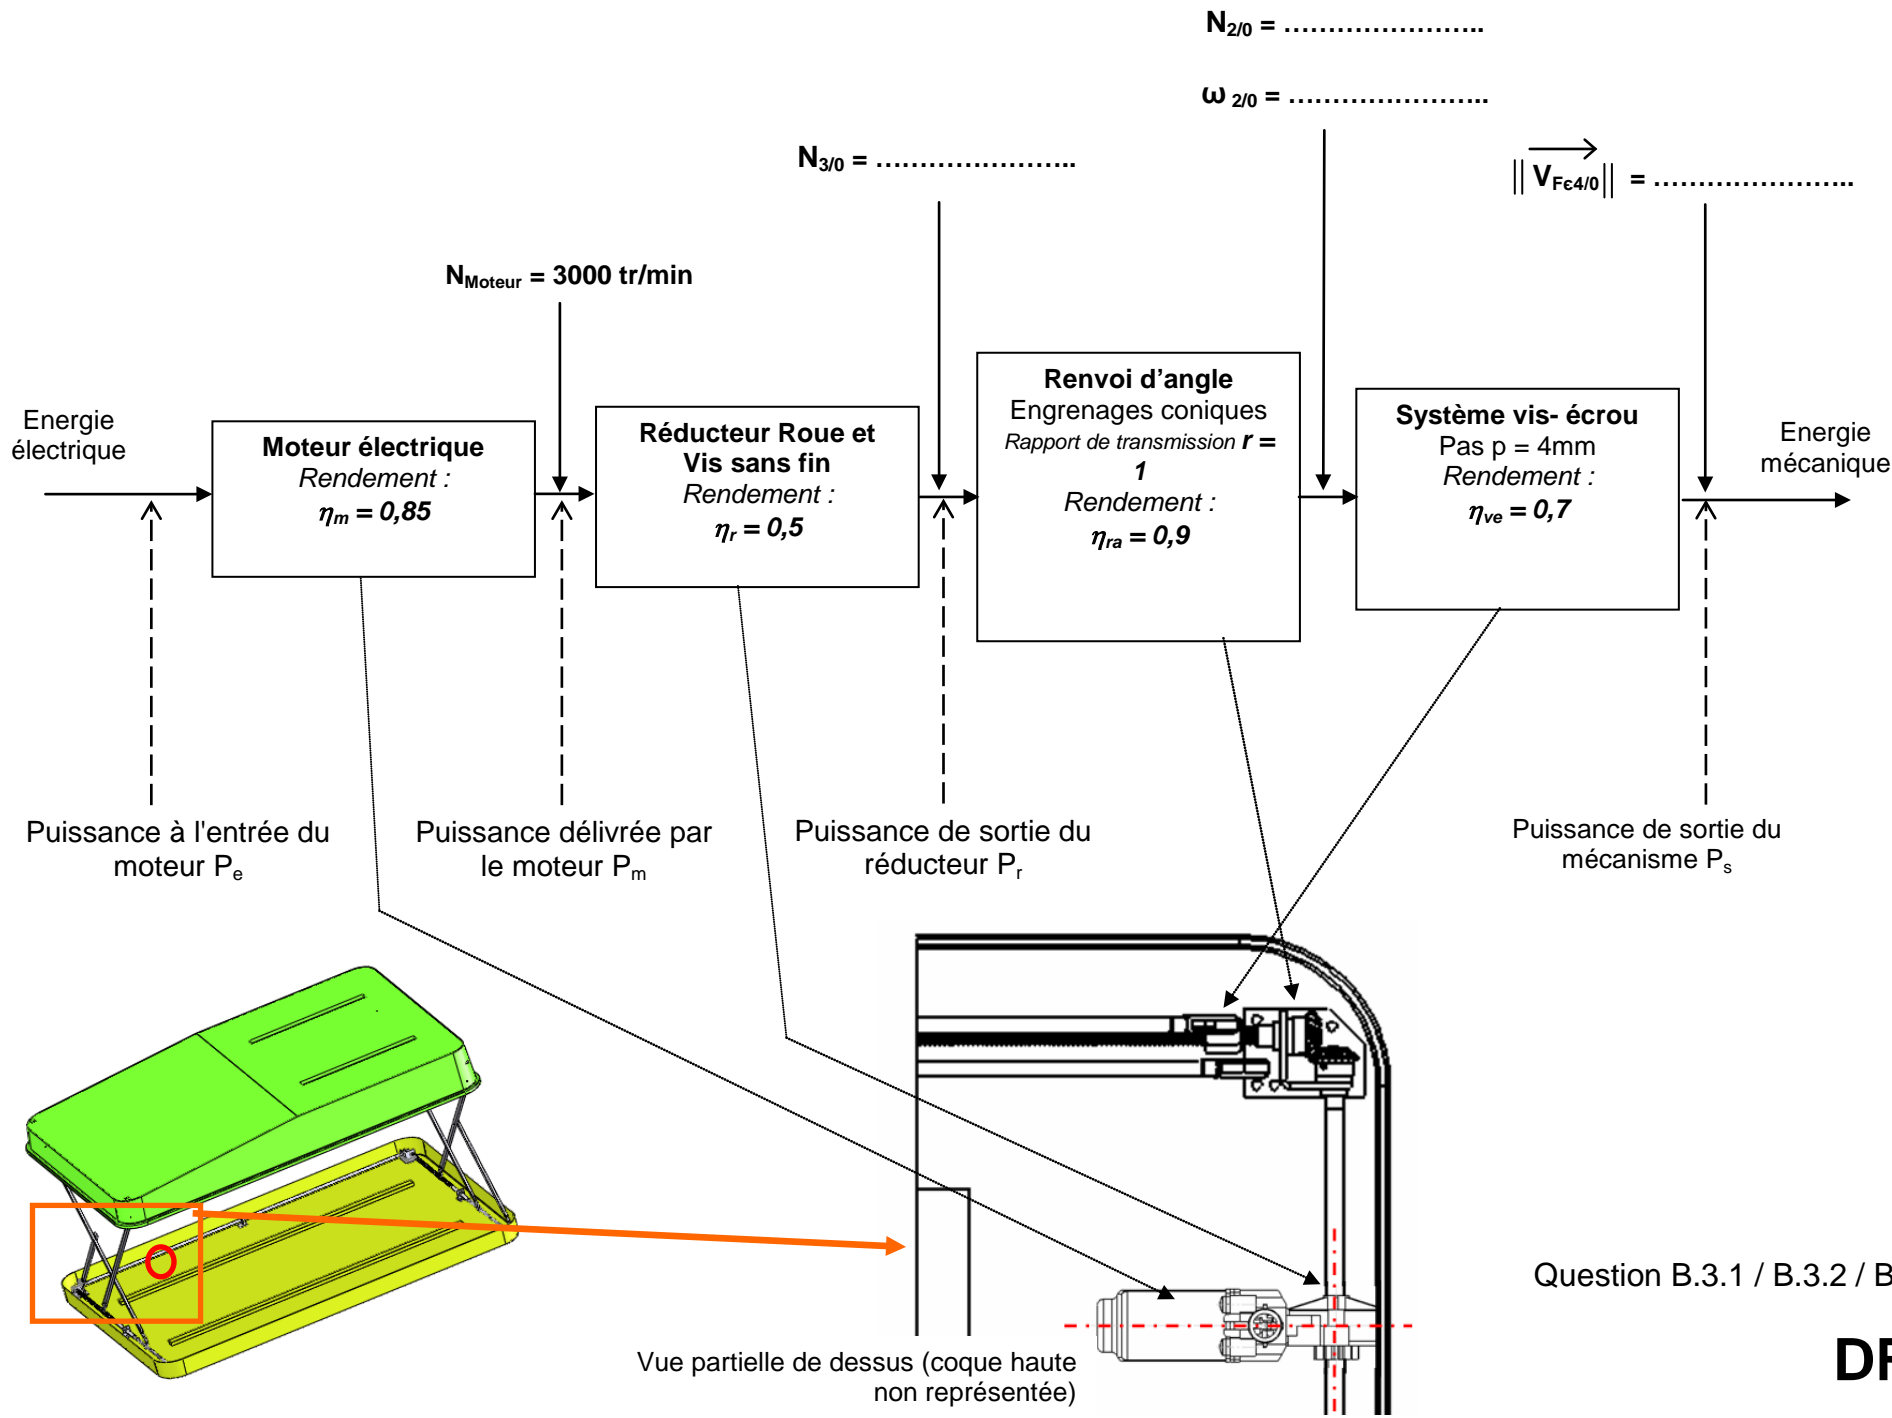 N2/0 = …………………..
ω 2/0 = …………………..
N3/0 = …………………..
|| VF∈4/0 || = …………………..
NMoteur = 3000 tr/min
Energie
électrique
Moteur électrique
Rendement :
ηm = 0,85
Réducteur Roue et
Vis sans fin
Rendement :
ηr = 0,5
Renvoi d’angle
Engrenages coniques
Rapport de transmission r =
1
Rendement :
ηra = 0,9
Système vis- écrou
Pas p = 4mm
Rendement :
ηve = 0,7
Energie
mécanique
Puissance à l'entrée du
moteur Pe
Puissance délivrée par
le moteur Pm
Puissance de sortie du
réducteur Pr
Puissance de sortie du
mécanisme Ps
Vue partielle de dessus (coque haute
non représentée)
Question B.3.1 / B.3.2 / B
DR